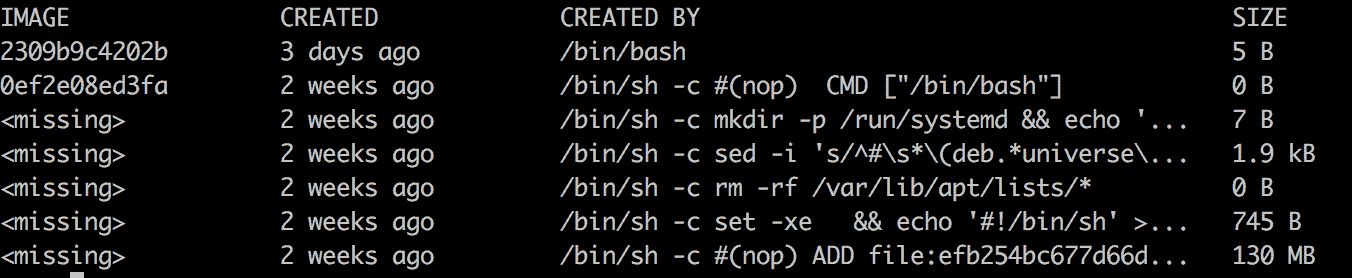 IMAGE CREATED CREATED BY SIZE
2309b9c4202b 3 days ago /bin/bash 5 B
0ef2e08ed3fa 2 weeks ago /bin/sh -c #(nop)  CMD ["/bin/bash"] 0 B
<missing> 2 weeks ago /bin/sh -c mkdir -p /run/systemd && echo '... 7 B
<missing> 2 weeks ago /bin/sh -c sed -i 's/^#\s*\(deb.*universe\... 1.9 kB
<missing> 2 weeks ago /bin/sh -c rm -rf /var/lib/apt/lists/* 0 B
<missing> 2 weeks ago /bin/sh -c set -xe   && echo '#!/bin/sh' >... 745 B
<missing> 2 weeks ago /bin/sh -c #(nop) ADD file:efb254bc677d66d... 130 MB